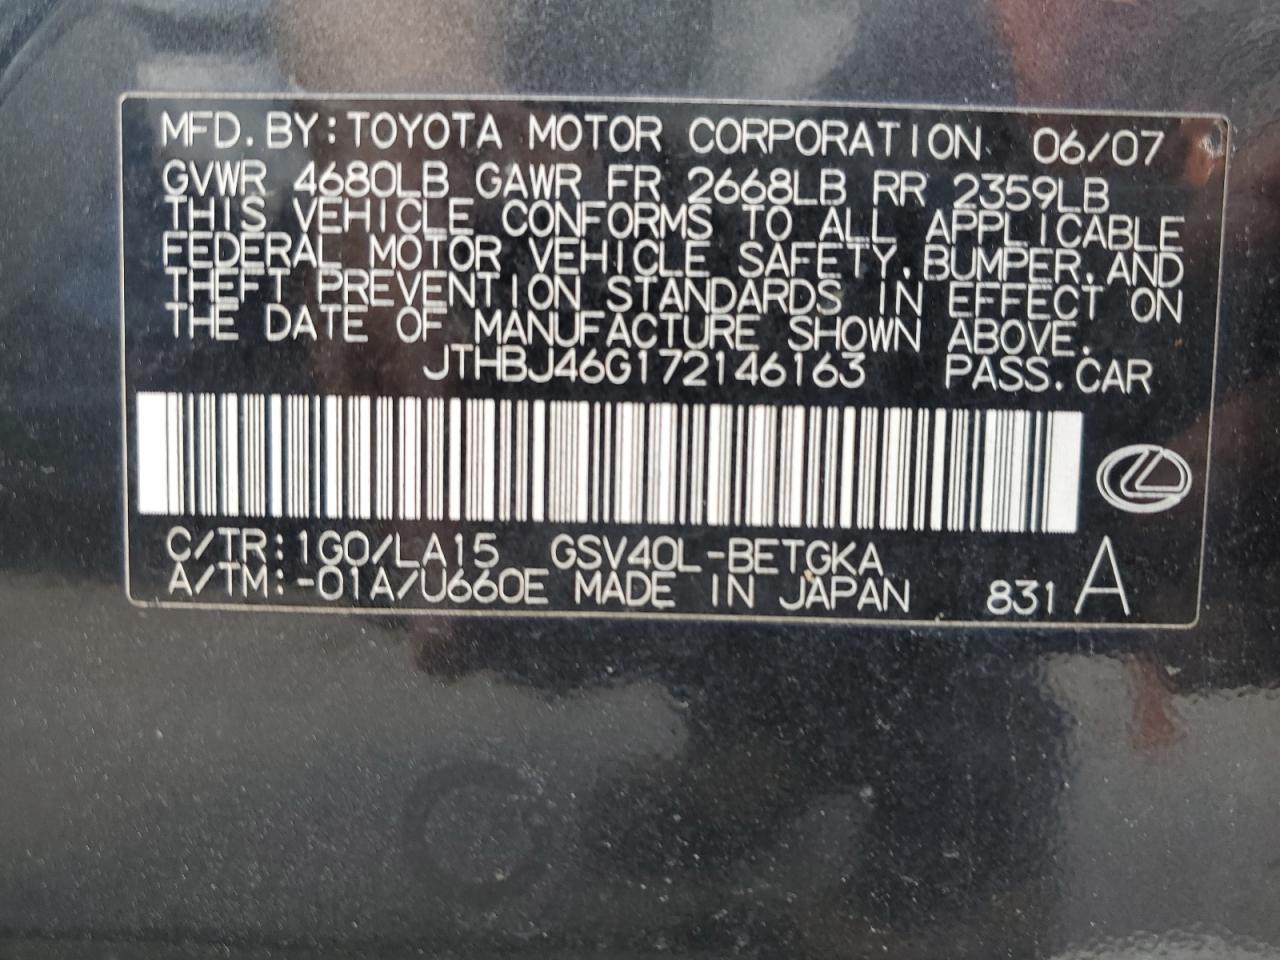 MFD. BY: TOYOTA MOTOR CORPORATION 06/07
GVWR 4680LB GAWR FR 2668LB RR 2359LB
THIS VEHICLE CONFORMS TO ALL APPLICABLE
FEDERAL MOTOR VEHICLE SAFETY, BUMPER, AND
THEFT PREVENTION STANDARDS IN EFFECT ON
THE DATE OF MANUFACTURE SHOWN ABOVE.
JTHBJ46G172146163 PASS. CAR
C/TR: 1G0/LA15 GSV40L-BETGKA
A/TM: -01A/U660E MADE IN JAPAN 831 A